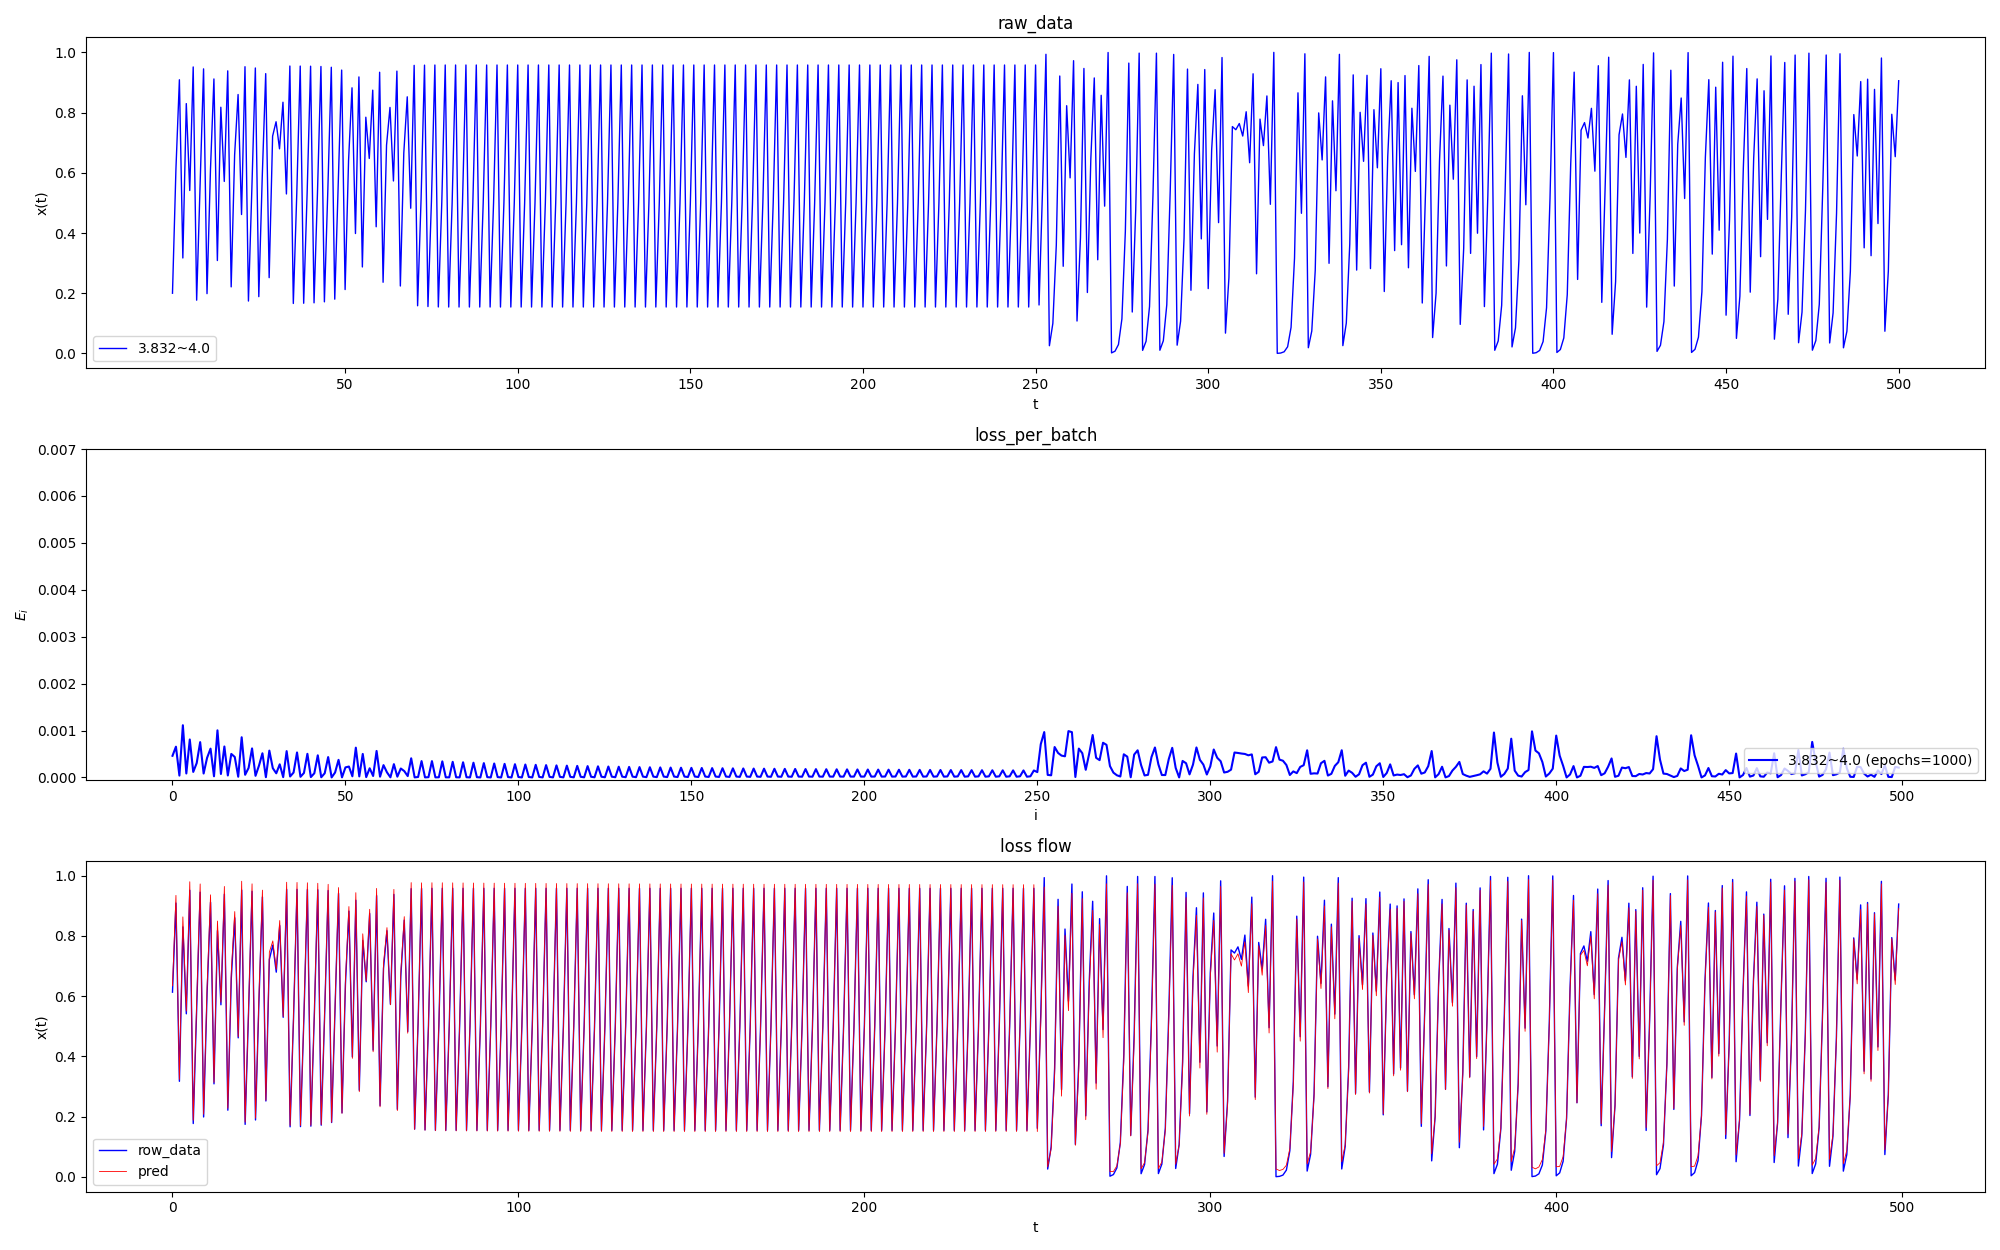 raw_data
1.0
0.8
0.6
0.4
0.2
0.0
x(t)
3.832~4.0
50 100 150 200 250 300 350 400 450 500
t
loss_per_batch
0.007
0.006
0.005
0.004
0.003
0.002
0.001
0.000
E_i
3.832~4.0 (epochs=1000)
0 50 100 150 200 250 300 350 400 450 500
i
loss flow
1.0
0.8
0.6
0.4
0.2
0.0
x(t)
row_data
pred
0 100 200 300 400 500
t